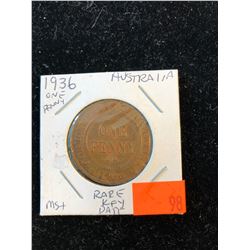 1936
AUSTRALIA
ONE
PENNY
ONE
PENNY
MS+
RARE
KEY
DATE
98